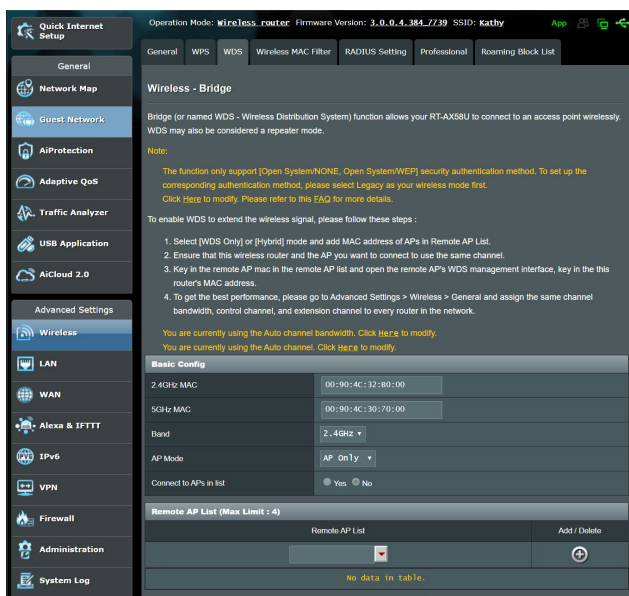 Quick Internet
Setup
General
Network Map
Guest Network
AiProtection
Adaptive QoS
Traffic Analyzer
USB Application
AiCloud 2.0
Advanced Settings
Wireless
LAN
WAN
Alexa & IFTTT
IPv6
VPN
Firewall
Administration
System Log
Operation Mode: Wireless router Firmware Version: 3.0.0.4.384_7739 SSID: Kathy App
General WPS WDS Wireless MAC Filter RADIUS Setting Professional Roaming Block List
Wireless - Bridge
Bridge (or named WDS - Wireless Distribution System) function allows your RT-AX58U to connect to an access point wirelessly.
WDS may also be considered a repeater mode.
Note:
The function only support [Open System/NONE, Open System/WEP] security authentication method. To set up the
corresponding authentication method, please select Legacy as your wireless mode first.
Click Here to modify. Please refer to this FAQ for more details.
To enable WDS to extend the wireless signal, please follow these steps :
1. Select [WDS Only] or [Hybrid] mode and add MAC address of APs in Remote AP List.
2. Ensure that this wireless router and the AP you want to connect to use the same channel.
3. Key in the remote AP mac in the remote AP list and open the remote AP's WDS management interface, key in the this
router's MAC address.
4. To get the best performance, please go to Advanced Settings > Wireless > General and assign the same channel
bandwidth, control channel, and extension channel to every router in the network.
You are currently using the Auto channel bandwidth. Click Here to modify.
You are currently using the Auto channel. Click Here to modify.
Basic Config
2.4GHz MAC 00:90:4C:32:B0:00
5GHz MAC 00:90:4C:30:70:00
Band 2.4GHz
AP Mode AP Only
Connect to APs in list Yes No
Remote AP List (Max Limit : 4)
Remote AP List Add / Delete
No data in table.